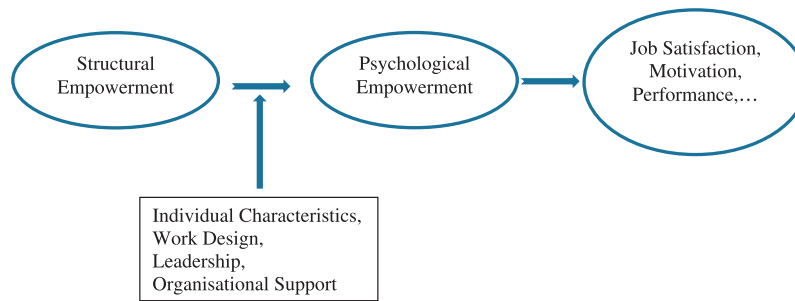 Structural
Empowerment
Psychological
Empowerment
Job Satisfaction,
Motivation,
Performance,…
Individual Characteristics,
Work Design,
Leadership,
Organisational Support